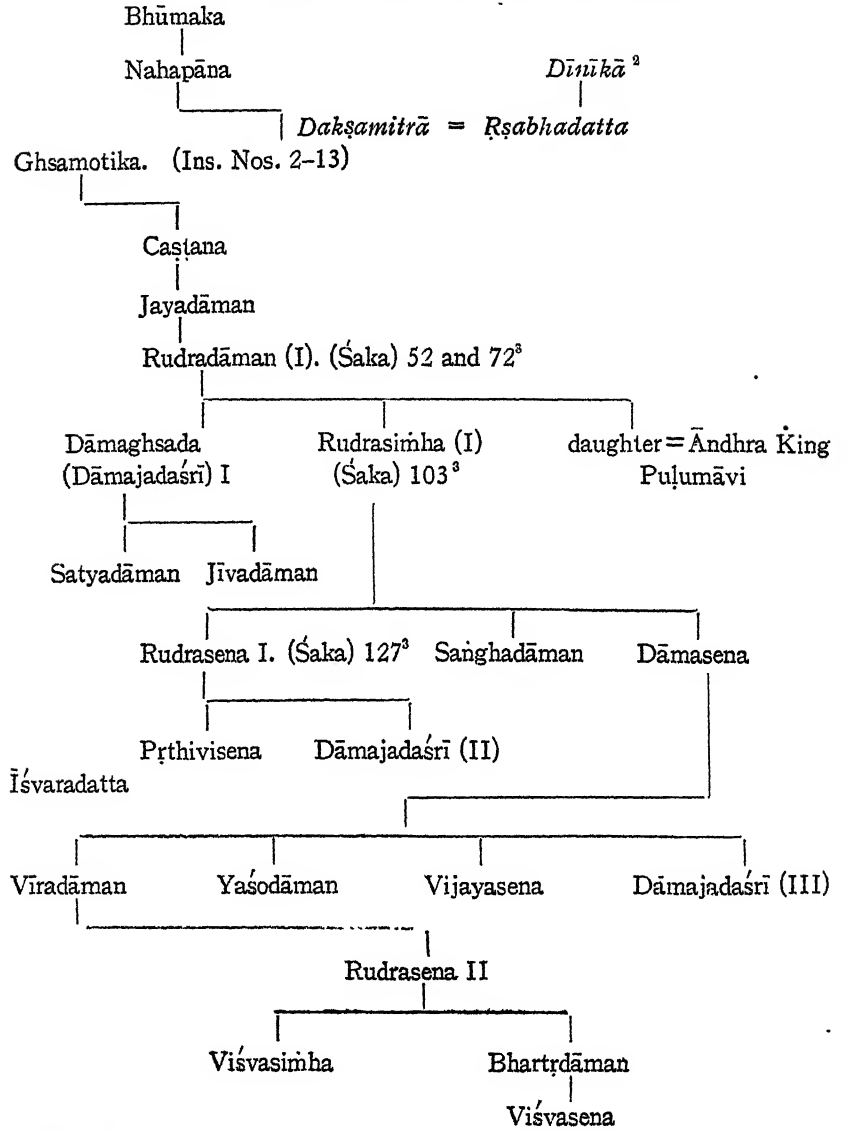 Bhūmaka
Nahapāna Dīnīkā ²
Dakṣamitrā = Ṛṣabhadatta
Ghsamotika. (Ins. Nos. 2–13)
Caṣṭana
Jayadāman
Rudradāman (I). (Śaka) 52 and 72³
Dāmaghsada Rudrasiṁha (I) daughter = Āndhra King
(Dāmajadaśrī) I (Śaka) 103³ Puḷumāvi
Satyadāman Jīvadāman
Rudrasena I. (Śaka) 127³ Saṅghadāman Dāmasena
Pṛthivisena Dāmajadaśrī (II)
Īśvaradatta
Vīradāman Yaśodāman Vijayasena Dāmajadaśrī (III)
Rudrasena II
Viśvasiṁha Bhartṛdāman
Viśvasena